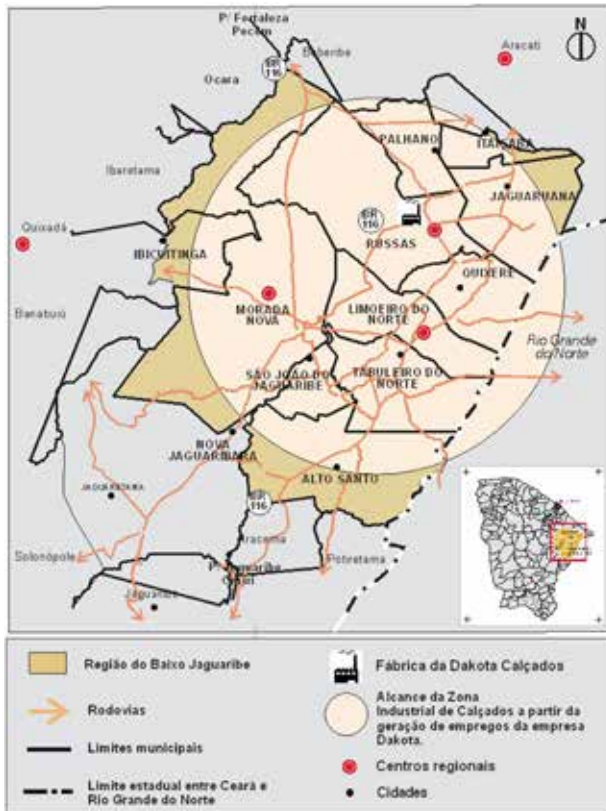 P/ Fortaleza
Pecém
Beberibe
N
Aracati
BR
116
Ocara
PALHANO
ITAIÇABA
Ibaretama
JAGUARUANA
BR
116
RUSSAS
Quixadá
IBICUITINGA
QUIXERÉ
MORADA
NOVA
LIMOEIRO DO
NORTE
Banabuiú
Rio Grande
do Norte
SÃO JOÃO DO
JAGUARIBE
TABULEIRO DO
NORTE
NOVA
JAGUARIBARA
ALTO SANTO
JAGUARETAMA
BR
116
Iracema
Solonópole
Potiretama
Jaguaribe
Região do Baixo Jaguaribe
Rodovias
Limites municipais
Limite estadual entre Ceará e
Rio Grande do Norte
Fábrica da Dakota Calçados
Alcance da Zona
Industrial de Calçados a partir da
geração de empregos da empresa
Dakota.
Centros regionais
Cidades